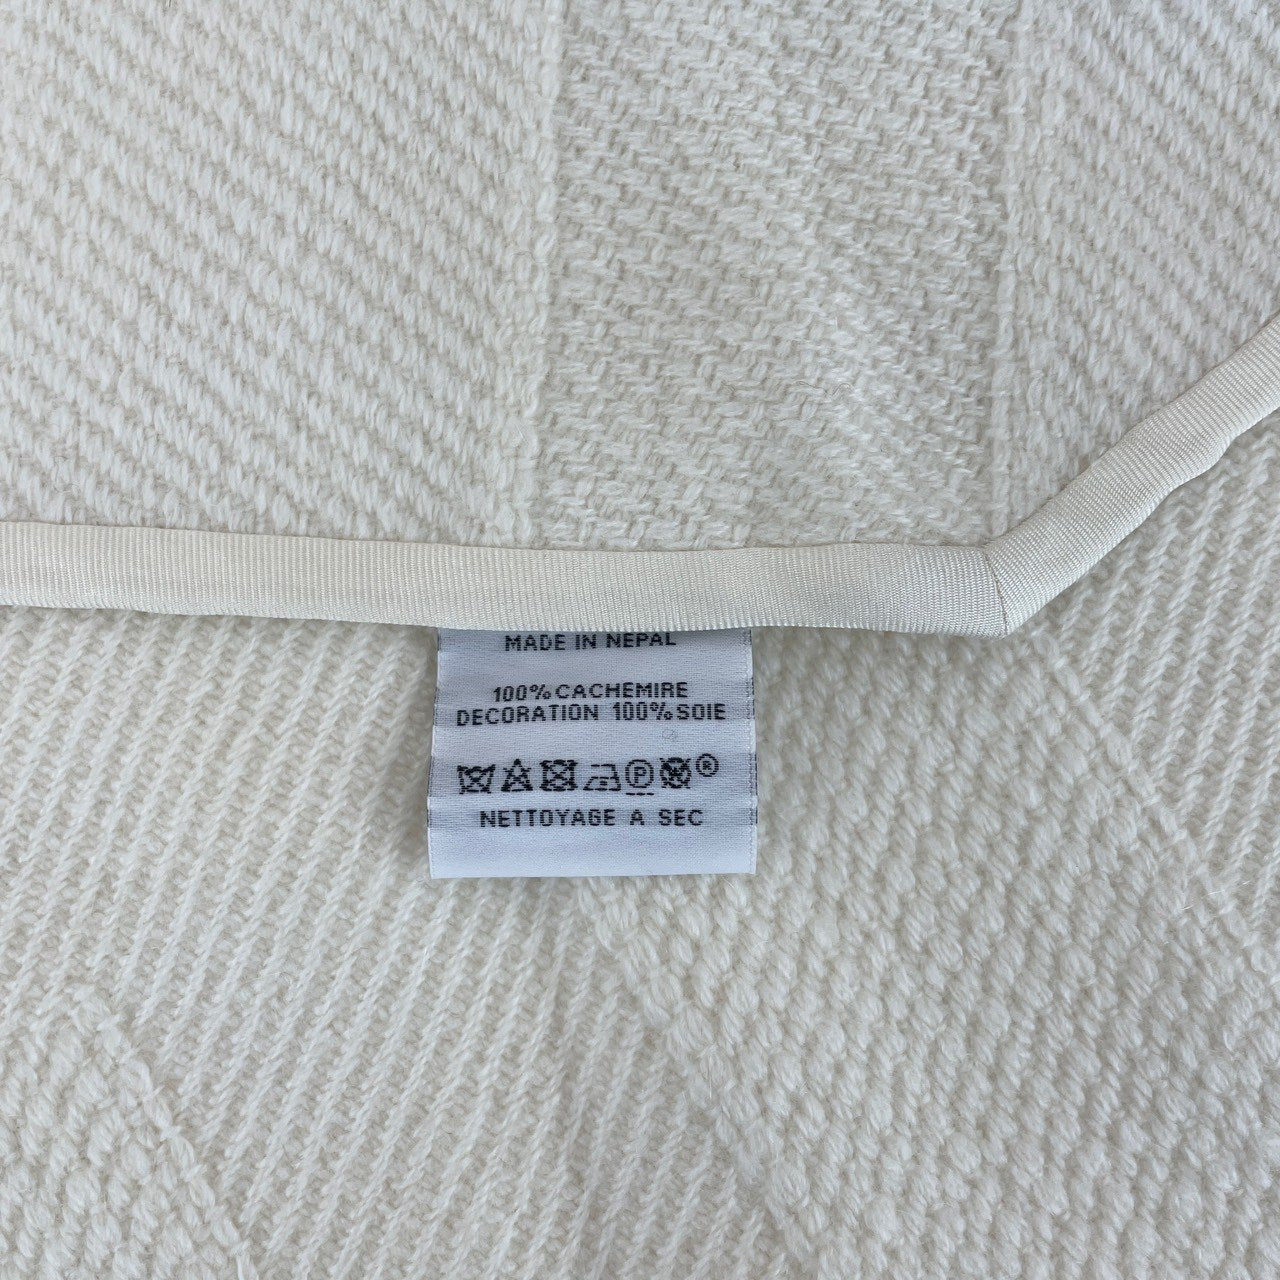 MADE IN NEPAL
100% CACHEMIRE
DECORATION 100% SOIE
P W ®
NETTOYAGE A SEC